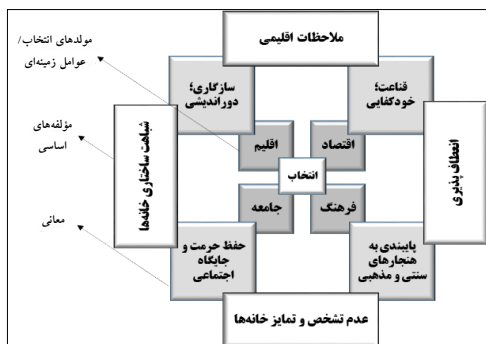 ملاحظات اقلیمی
مولدهای انتخاب/
عوامل زمینه‌ای
سازگاری؛
دوراندیشی
قناعت؛
خودکفایی
شباهت ساختاری خانه‌ها
انعطاف پذیری
مؤلفه‌های
اساسی
اقلیم
اقتصاد
انتخاب
جامعه
فرهنگ
معانی
حفظ حرمت و
جایگاه
اجتماعی
پایبندی به
هنجارهای
سنتی و مذهبی
عدم تشخص و تمایز خانه‌ها